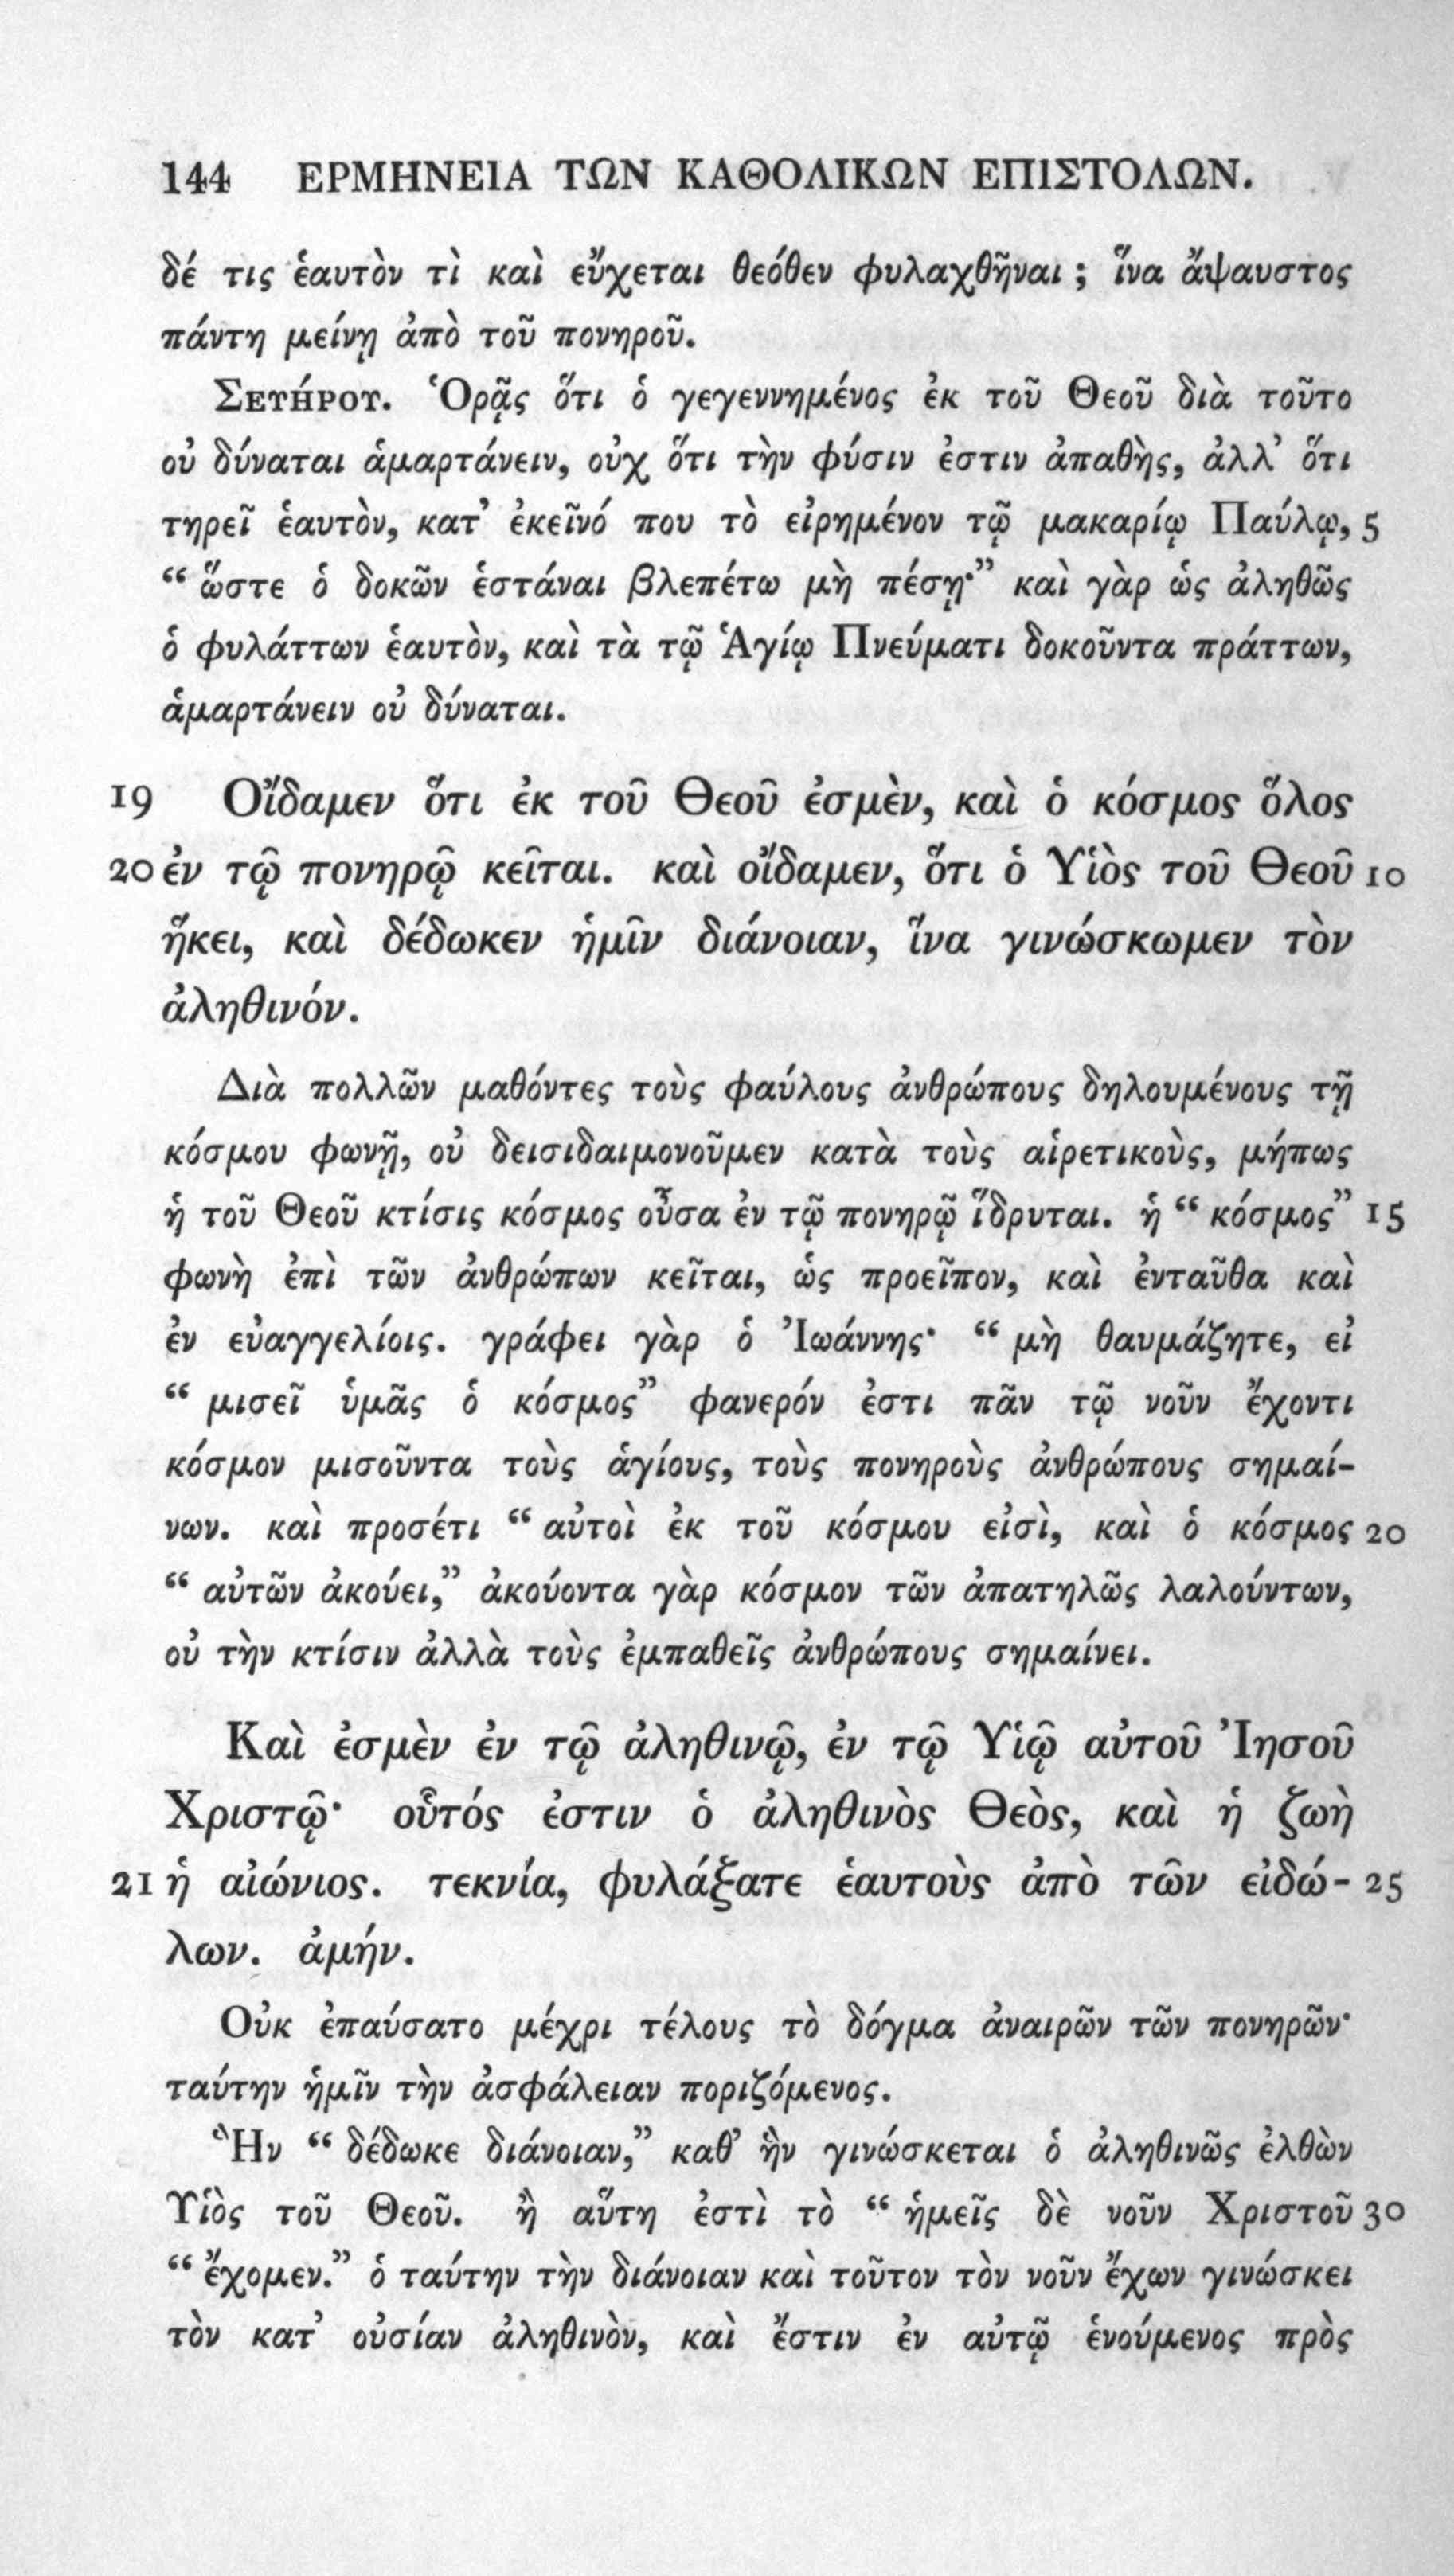 144 ΕΡΜΗΝΕΙΑ ΤΩΝ ΚΑΘΟΛΙΚΩΝ ΕΠΙΣΤΟΛΩΝ.
δέ τις ἑαυτὸν τὶ καὶ εὔχεται θεόθεν φυλαχθῆναι ; ἵνα ἄψαυστος
πάντη μείνῃ ἀπὸ τοῦ πονηροῦ.
Σευήρου. Ὁρᾷς ὅτι ὁ γεγεννημένος ἐκ τοῦ Θεοῦ διὰ τοῦτο
οὐ δύναται ἁμαρτάνειν, οὐχ ὅτι τὴν φύσιν ἐστιν ἀπαθὴς, ἀλλ’ ὅτι
τηρεῖ ἑαυτὸν, κατ’ ἐκεῖνό που τὸ εἰρημένον τῷ μακαρίῳ Παύλῳ, 5
“ ὥστε ὁ δοκῶν ἑστάναι βλεπέτω μὴ πέσῃ·” καὶ γὰρ ὡς ἀληθῶς
ὁ φυλάττων ἑαυτὸν, καὶ τὰ τῷ Ἁγίῳ Πνεύματι δοκοῦντα πράττων,
ἁμαρτάνειν οὐ δύναται.
19 Οἴδαμεν ὅτι ἐκ τοῦ Θεοῦ ἐσμὲν, καὶ ὁ κόσμος ὅλος
20 ἐν τῷ πονηρῷ κεῖται. καὶ οἴδαμεν, ὅτι ὁ Υἱὸς τοῦ Θεοῦ 10
ἥκει, καὶ δέδωκεν ἡμῖν διάνοιαν, ἵνα γινώσκωμεν τὸν
ἀληθινόν.
Διὰ πολλῶν μαθόντες τοὺς φαύλους ἀνθρώπους δηλουμένους τῇ
κόσμου φωνῇ, οὐ δεισιδαιμονοῦμεν κατὰ τοὺς αἱρετικοὺς, μήπως
ἡ τοῦ Θεοῦ κτίσις κόσμος οὖσα ἐν τῷ πονηρῷ ἵδρυται. ἡ “ κόσμος” 15
φωνὴ ἐπὶ τῶν ἀνθρώπων κεῖται, ὡς προεῖπον, καὶ ἐνταῦθα καὶ
ἐν εὐαγγελίοις. γράφει γὰρ ὁ Ἰωάννης· “ μὴ θαυμάζητε, εἰ
“ μισεῖ ὑμᾶς ὁ κόσμος” φανερόν ἐστι πᾶν τῷ νοῦν ἔχοντι
κόσμον μισοῦντα τοὺς ἁγίους, τοὺς πονηροὺς ἀνθρώπους σημαί-
νων. καὶ προσέτι “ αὐτοὶ ἐκ τοῦ κόσμου εἰσὶ, καὶ ὁ κόσμος 20
“ αὐτῶν ἀκούει,” ἀκούοντα γὰρ κόσμον τῶν ἀπατηλῶς λαλούντων,
οὐ τὴν κτίσιν ἀλλὰ τοὺς ἐμπαθεῖς ἀνθρώπους σημαίνει.
Καὶ ἐσμὲν ἐν τῷ ἀληθινῷ, ἐν τῷ Υἱῷ αὐτοῦ Ἰησοῦ
Χριστῷ· οὗτός ἐστιν ὁ ἀληθινὸς Θεὸς, καὶ ἡ ζωὴ
21 ἡ αἰώνιος. τεκνία, φυλάξατε ἑαυτοὺς ἀπὸ τῶν εἰδώ- 25
λων. ἀμήν.
Οὐκ ἐπαύσατο μέχρι τέλους τὸ δόγμα ἀναιρῶν τῶν πονηρῶν·
ταύτην ἡμῖν τὴν ἀσφάλειαν ποριζόμενος.
Ἣν “ δέδωκε διάνοιαν,” καθ’ ἣν γινώσκεται ὁ ἀληθινῶς ἐλθὼν
Υἱὸς τοῦ Θεοῦ. ἢ αὕτη ἐστὶ τὸ “ ἡμεῖς δὲ νοῦν Χριστοῦ 30
“ ἔχομεν.” ὁ ταύτην τὴν διάνοιαν καὶ τοῦτον τὸν νοῦν ἔχων γινώσκει
τὸν κατ’ οὐσίαν ἀληθινὸν, καὶ ἔστιν ἐν αὐτῷ ἑνούμενος πρὸς